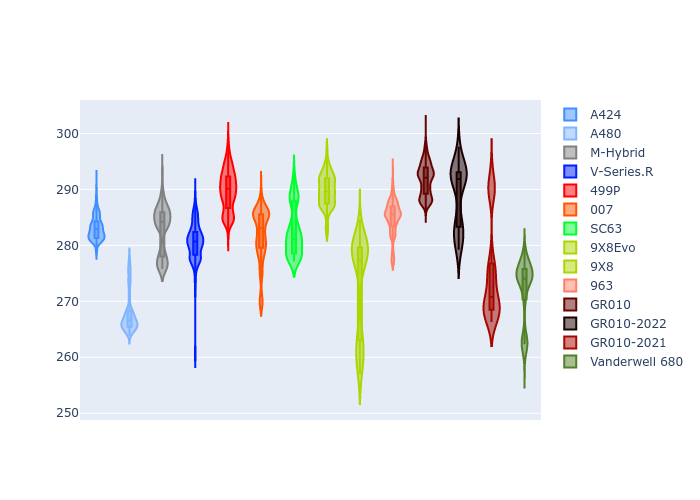 300
290
280
270
260
250
A424
A480
M-Hybrid
V-Series.R
499P
007
SC63
9X8Evo
9X8
963
GR010
GR010-2022
GR010-2021
Vanderwell 680